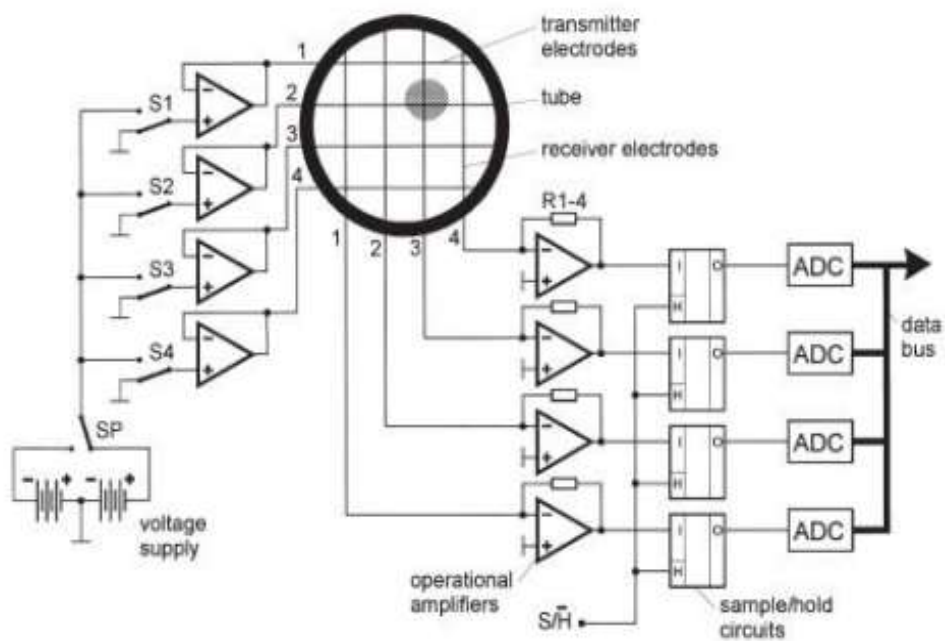 transmitter
electrodes
tube
receiver electrodes
1
2
3
4
S1
S2
S3
S4
SP
voltage
supply
1
2
3
4
R1-4
I
O
H
ADC
I
O
H
ADC
I
O
H
ADC
I
O
H
ADC
data
bus
operational
amplifiers
S/H̄
sample/hold
circuits
- +
- +
- +
- +
- +
- +
- +
- +
- +
- +